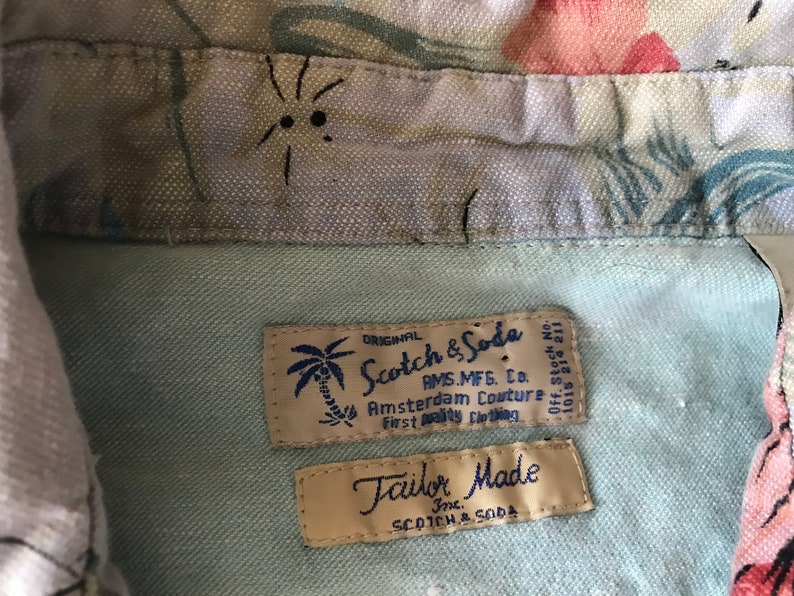 ORIGINAL
Scotch & Soda
AMS.MFG. Co.
Amsterdam Couture
First Quality Clothing
Off. Stock No.
1015 214 211
Tailor Made
Inc.
SCOTCH & SODA